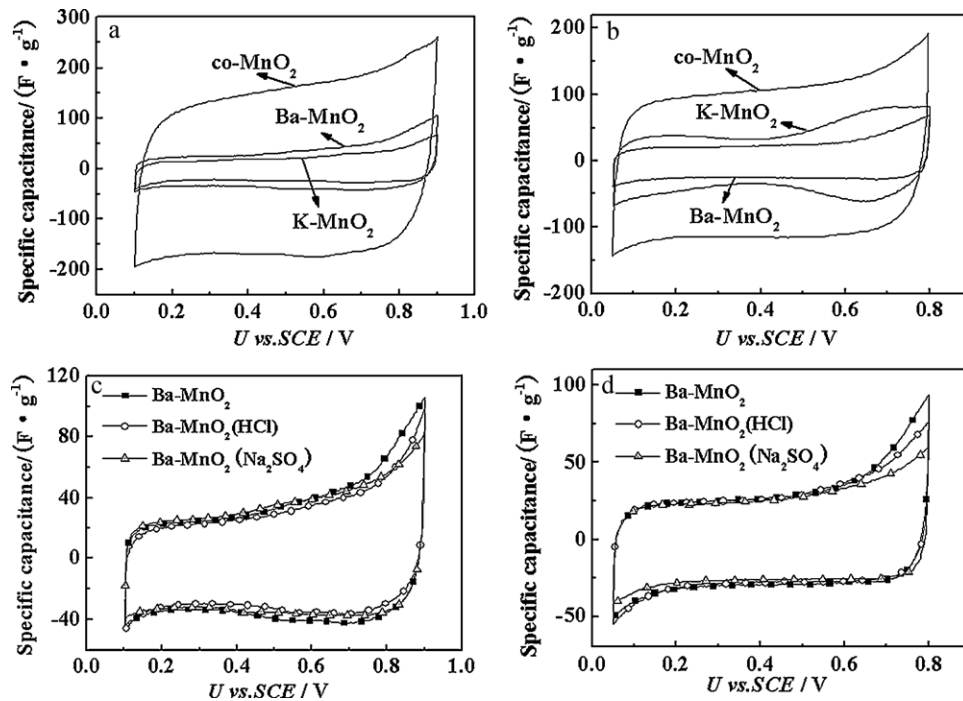 a
Specific capacitance/ (F • g⁻¹)
300
200
100
0
-100
-200
co-MnO₂
Ba-MnO₂
K-MnO₂
0.0 0.2 0.4 0.6 0.8 1.0
U vs.SCE / V
b
Specific capacitance/ (F • g⁻¹)
200
100
0
-100
-200
co-MnO₂
K-MnO₂
Ba-MnO₂
0.0 0.2 0.4 0.6 0.8
U vs.SCE / V
c
Specific capacitance/ (F • g⁻¹)
120
80
40
0
-40
-80
Ba-MnO₂
Ba-MnO₂(HCl)
Ba-MnO₂ (Na₂SO₄)
0.0 0.2 0.4 0.6 0.8 1.0
U vs.SCE / V
d
Specific capacitance/ (F • g⁻¹)
100
50
0
-50
Ba-MnO₂
Ba-MnO₂(HCl)
Ba-MnO₂ (Na₂SO₄)
0.0 0.2 0.4 0.6 0.8
U vs.SCE / V